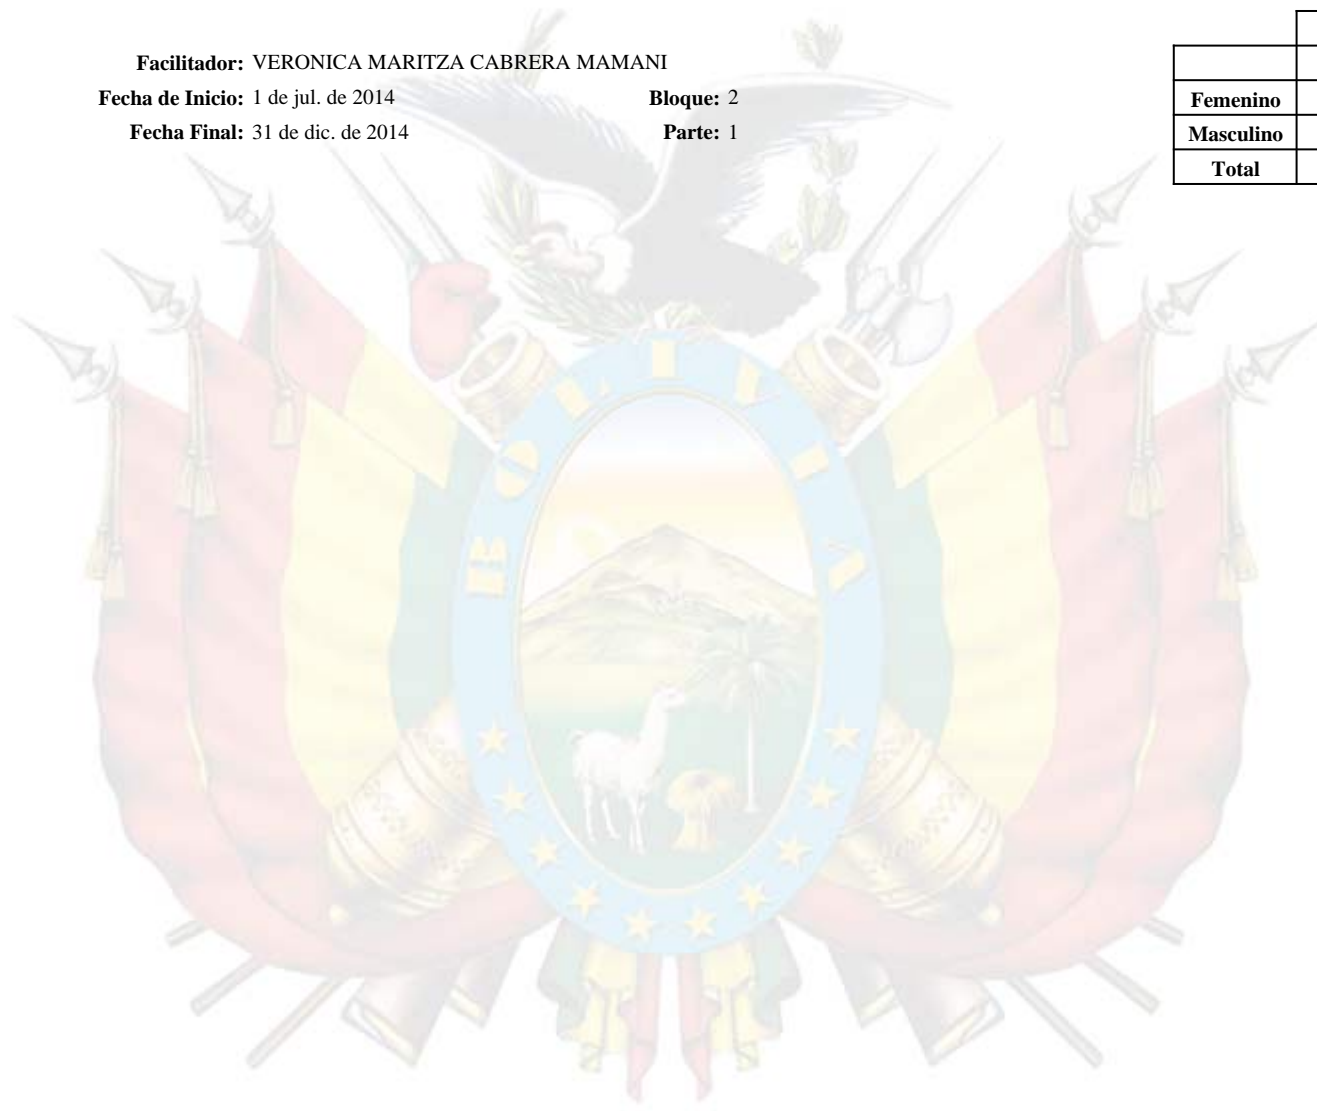 Facilitador: VERONICA MARITZA CABRERA MAMANI
Fecha de Inicio: 1 de jul. de 2014 Bloque: 2
Fecha Final: 31 de dic. de 2014 Parte: 1
Femenino
Masculino
Total
BOLIVIA